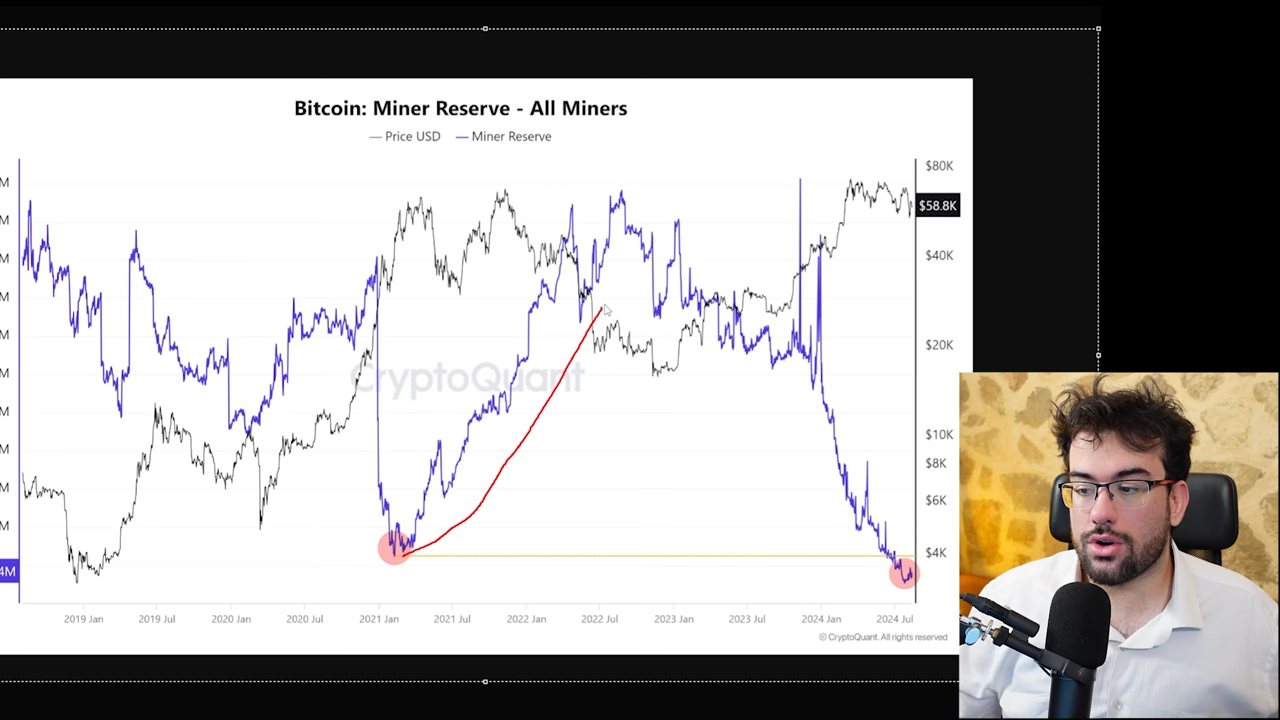 Bitcoin: Miner Reserve - All Miners
Price USD Miner Reserve
M
M
M
M
M
M
M
M
M
M
4M
$80K
$58.8K
$40K
$20K
$10K
$8K
$6K
$4K
CryptoQuant
2019 Jan 2019 Jul 2020 Jan 2020 Jul 2021 Jan 2021 Jul 2022 Jan 2022 Jul 2023 Jan 2023 Jul 2024 Jan 2024 Jul
© CryptoQuant. All rights reserved